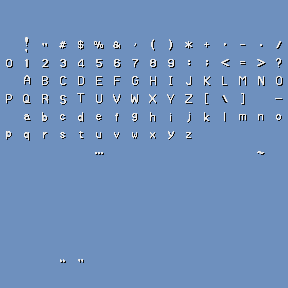 ! " # $ % & ' ( ) * + , - . /
0 1 2 3 4 5 6 7 8 9 : ; < = > ?
A B C D E F G H I J K L M N O
P Q R S T U V W X Y Z [ \ ] _
a b c d e f g h i j k l m n o
p q r s t u v w x y z
… ~
“ ”